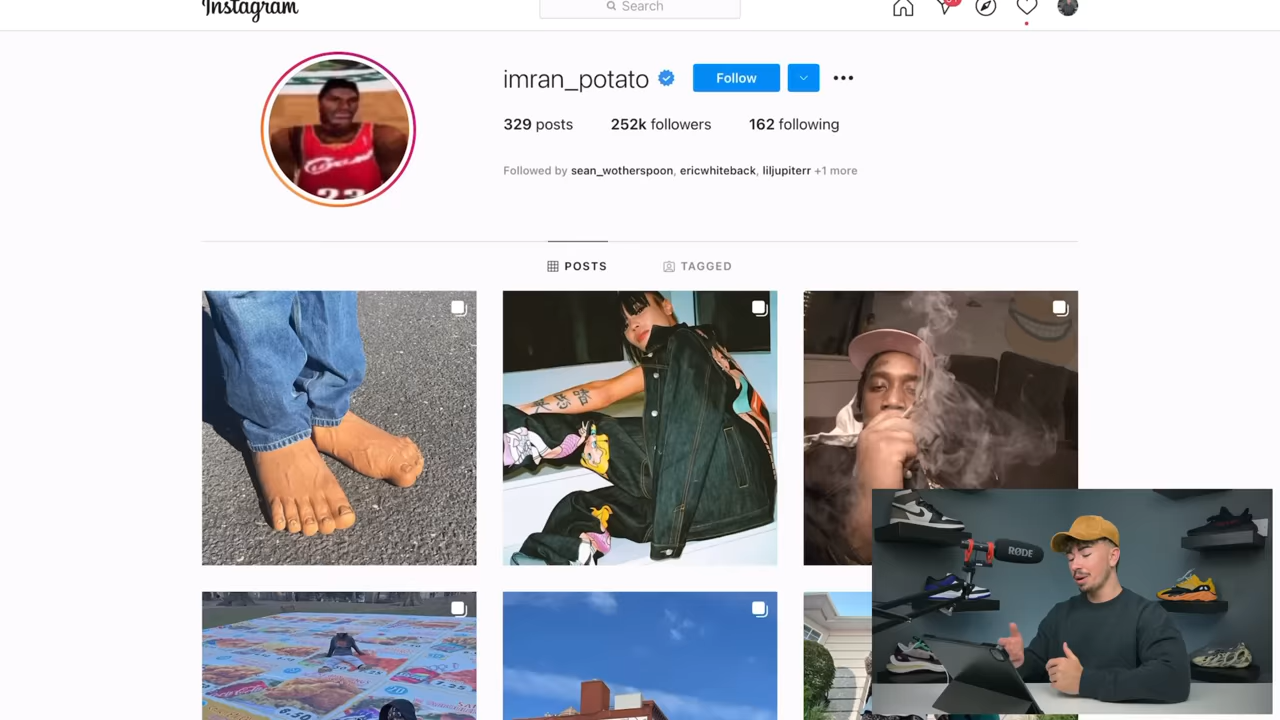 Instagram
Search
imran_potato
Follow
329 posts 252k followers 162 following
Followed by sean_wotherspoon, ericwhiteback, liljupiterr +1 more
POSTS TAGGED
RØDE